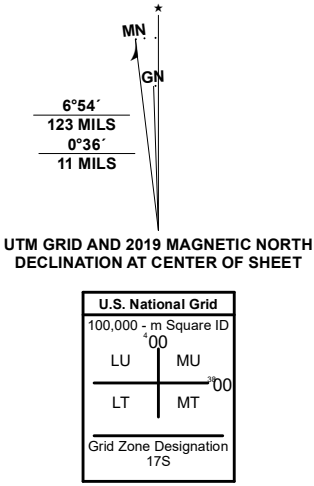 ★
MN
GN
6°54´
123 MILS
0°36´
11 MILS
UTM GRID AND 2019 MAGNETIC NORTH
DECLINATION AT CENTER OF SHEET
U.S. National Grid
100,000 - m Square ID
⁴00
LU MU
³⁹00
LT MT
Grid Zone Designation
17S